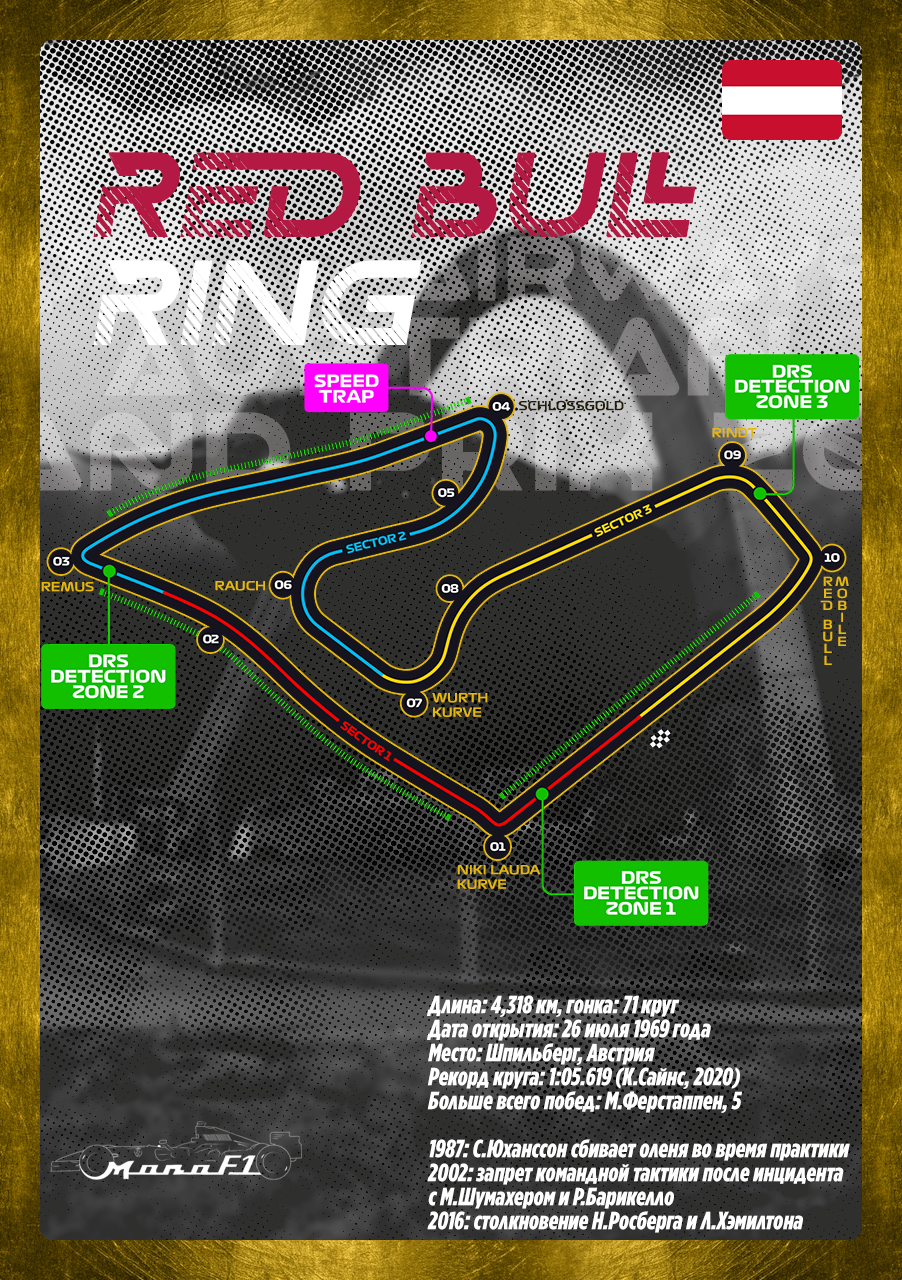 RED BULL
RING
SPEED
TRAP
DRS
DETECTION
ZONE 3
04
SCHLOSSGOLD
RINDT
09
05
SECTOR 3
SECTOR 2
03
REMUS
10
RED BULL
MOBILE
RAUCH
06
08
02
DRS
DETECTION
ZONE 2
07
WURTH
KURVE
SECTOR 1
01
NIKI LAUDA
KURVE
DRS
DETECTION
ZONE 1
Длина: 4,318 км, гонка: 71 круг
Дата открытия: 26 июля 1969 года
Место: Шпильберг, Австрия
Рекорд круга: 1:05.619 (К.Сайнс, 2020)
Больше всего побед: М.Ферстаппен, 5
1987: С.Юханссон сбивает оленя во время практики
2002: запрет командной тактики после инцидента
с М.Шумахером и Р.Барикелло
2016: столкновение Н.Росберга и Л.Хэмилтона
МапаF1